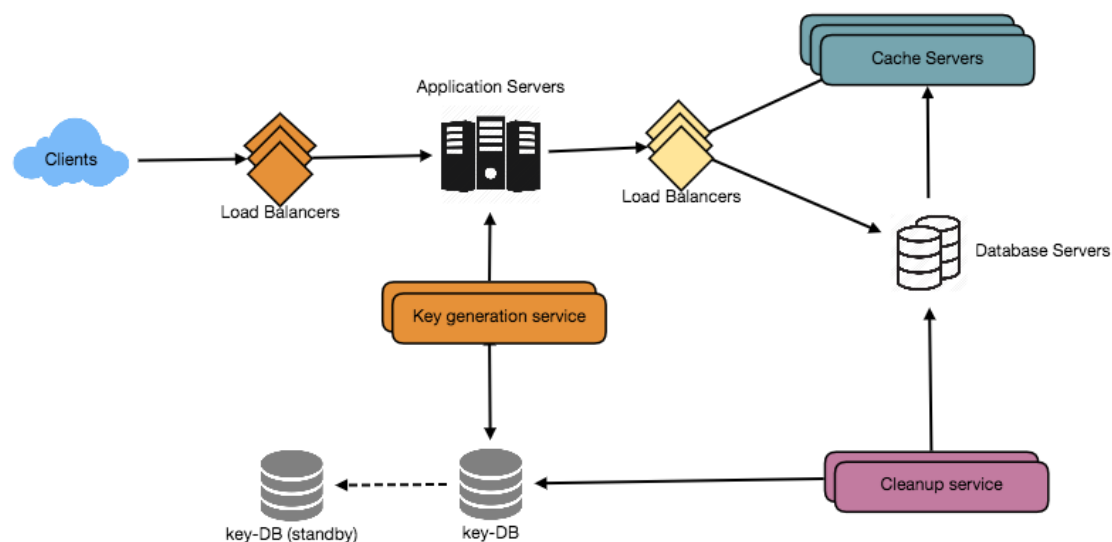 Cache Servers
Application Servers
Clients
Load Balancers
Load Balancers
Database Servers
Key generation service
Cleanup service
key-DB (standby)
key-DB